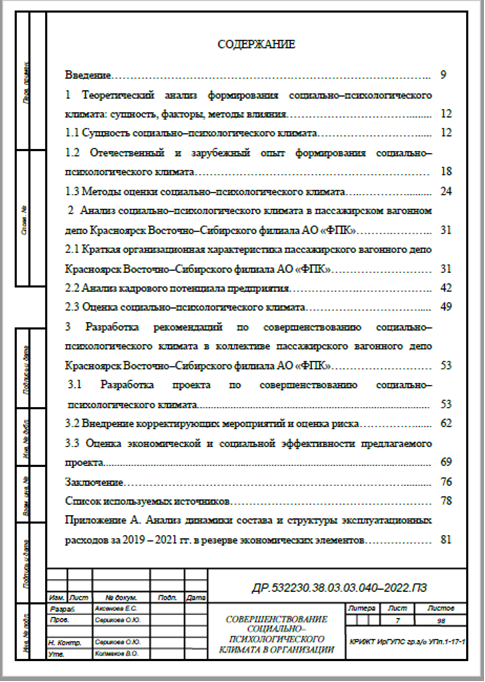 СОДЕРЖАНИЕ
Введение…………………………………………………………………….. 9
1 Теоретический анализ формирования социально–психологического
климата: сущность, факторы, методы влияния……………………………........ 12
1.1 Сущность социально–психологического климата……………………....... 12
1.2 Отечественный и зарубежный опыт формирования социально–
психологического климата…………………………………………………… 18
1.3 Методы оценки социально–психологического климата……………......... 24
2 Анализ социально–психологического климата в пассажирском вагонном
депо Красноярск Восточно–Сибирского филиала АО «ФПК»……………..... 31
2.1 Краткая организационная характеристика пассажирского вагонного депо
Красноярск Восточно–Сибирского филиала АО «ФПК»…………………… 31
2.2 Анализ кадрового потенциала предприятия……………………………..... 42
2.3 Оценка социально–психологического климата………………………….... 49
3 Разработка рекомендаций по совершенствованию социально–
психологического климата в коллективе пассажирского вагонного депо
Красноярск Восточно–Сибирского филиала АО «ФПК»…………………… 53
3.1 Разработка проекта по совершенствованию социально–
психологического климата........................................................................... 53
3.2 Внедрение корректирующих мероприятий и оценка риска……………..... 62
3.3 Оценка экономической и социальной эффективности предлагаемого
проекта............................................................................................................ 69
Заключение…………………………………………………………………..... 76
Список используемых источников………………………………………….... 78
Приложение А. Анализ динамики состава и структуры эксплуатационных
расходов за 2019 – 2021 гг. в резерве экономических элементов…………… 81
Перв. примен.
Справ. №
Подпись и дата
Инв. № дубл.
Взам. инв. №
Подпись и дата
Инв. № подл.
ДР.532230.38.03.03.040–2022.ПЗ
Изм. Лист № докум. Подп. Дата
Разраб. Аксенова Е.С.
Пров. Серикова О.Ю.
Н. Контр. Серикова О.Ю.
Утв. Колмаков В.О.
СОВЕРШЕНСТВОВАНИЕ
СОЦИАЛЬНО–
ПСИХОЛОГИЧЕСКОГО
КЛИМАТА В ОРГАНИЗАЦИИ
Литера Лист Листов
7 98
КРИЖТ ИрГУПС гр.з/о УПл.1-17-1